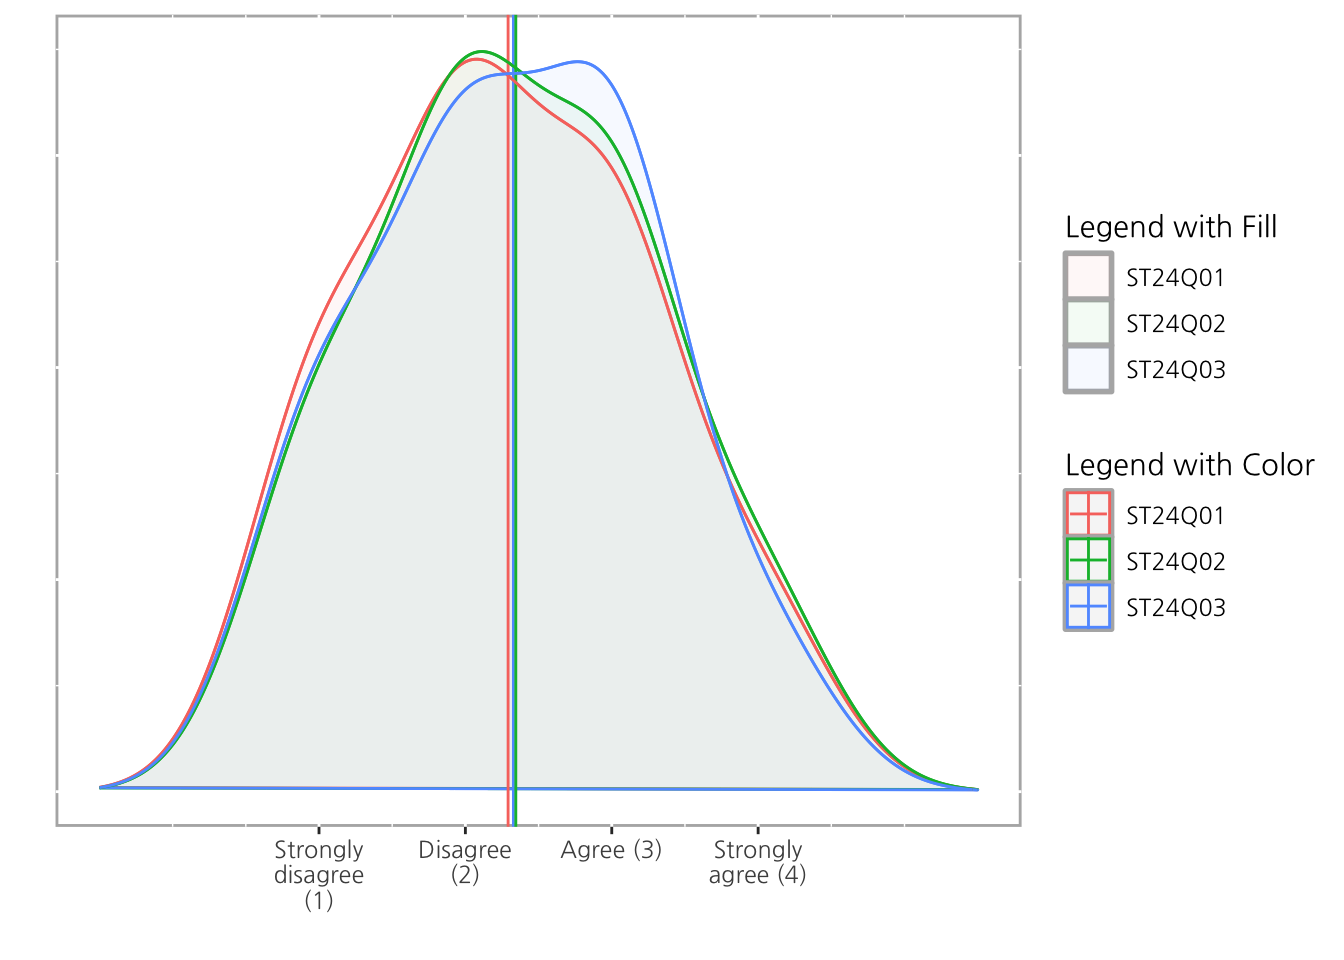 Legend with Fill
ST24Q01
ST24Q02
ST24Q03
Legend with Color
ST24Q01
ST24Q02
ST24Q03
Strongly
disagree
(1)
Disagree
(2)
Agree (3)
Strongly
agree (4)